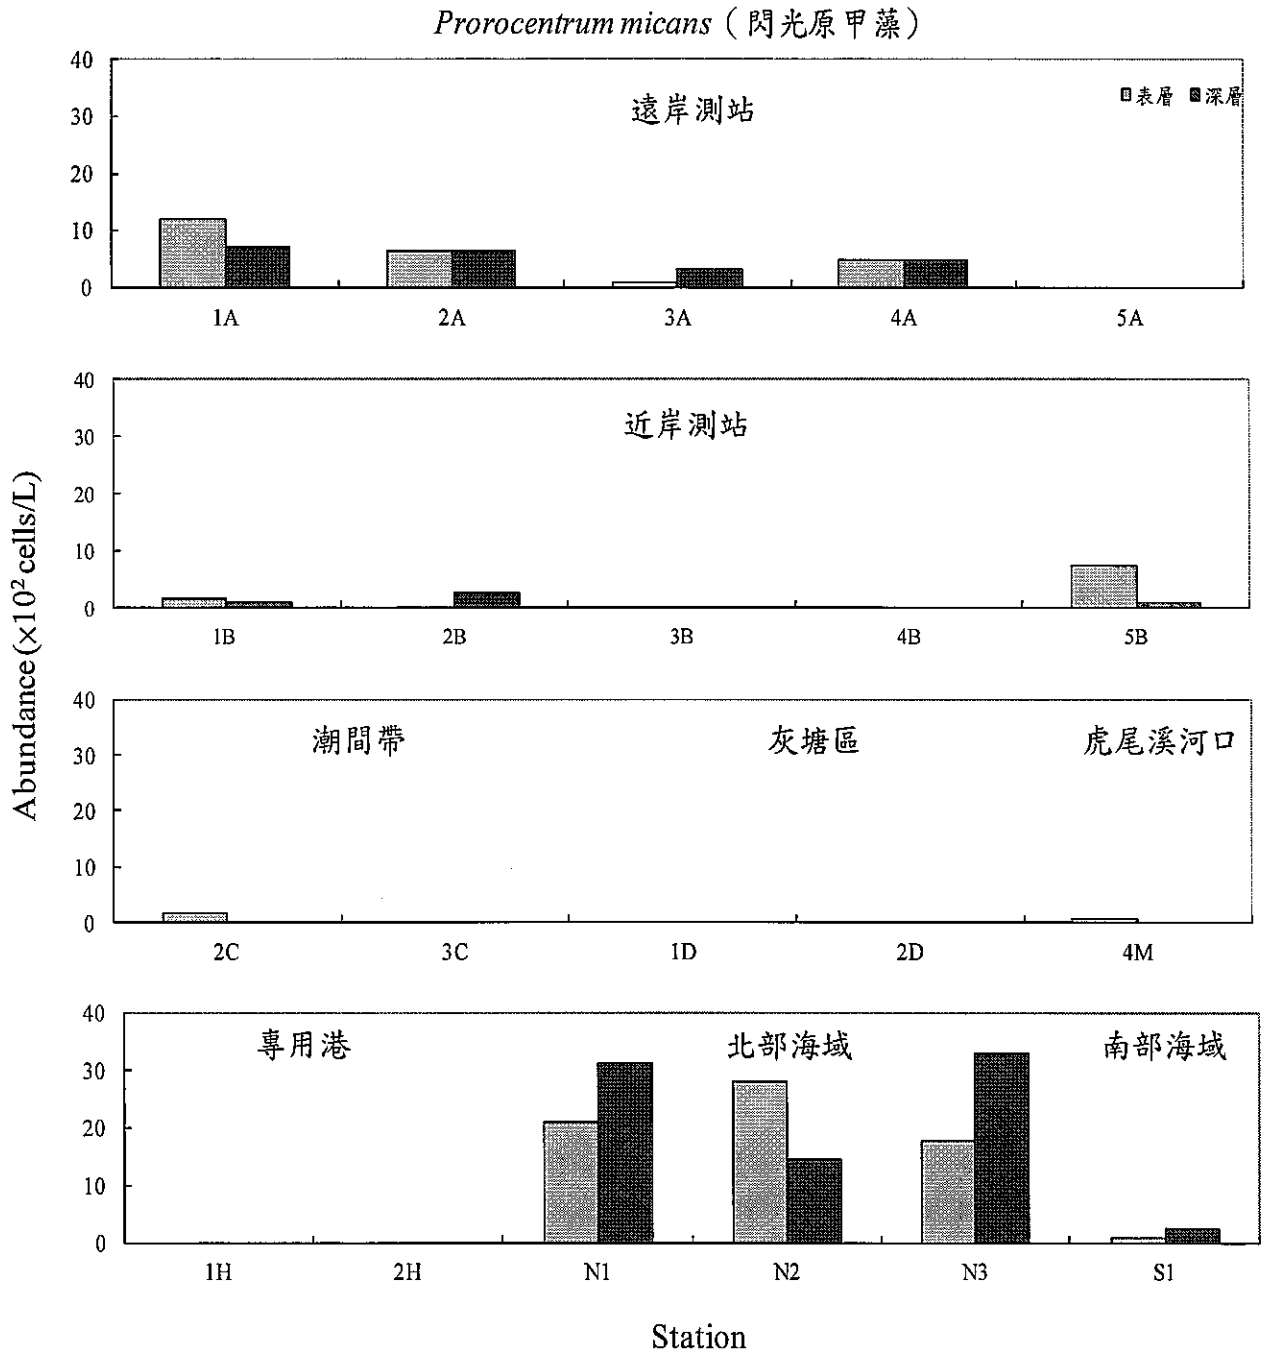 Prorocentrum micans（閃光原甲藻）
40
30
20
10
0
遠岸測站
表層 深層
1A 2A 3A 4A 5A
40
30
20
10
0
近岸測站
1B 2B 3B 4B 5B
Abundance(×10² cells/L)
40
30
20
10
0
潮間帶 灰塘區 虎尾溪河口
2C 3C 1D 2D 4M
40
30
20
10
0
專用港 北部海域 南部海域
1H 2H N1 N2 N3 S1
Station